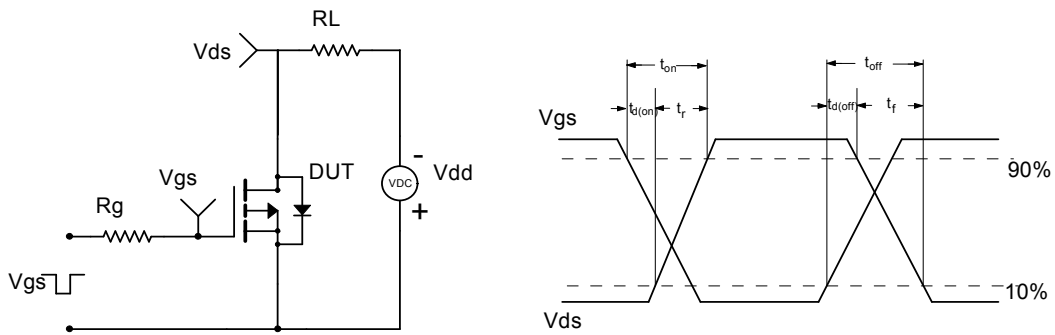 RL
Vds
DUT
Vgs
Rg
Vgs
-
VDC
+
Vdd
ton
toff
td(on)
tr
td(off)
tf
Vgs
90%
10%
Vds